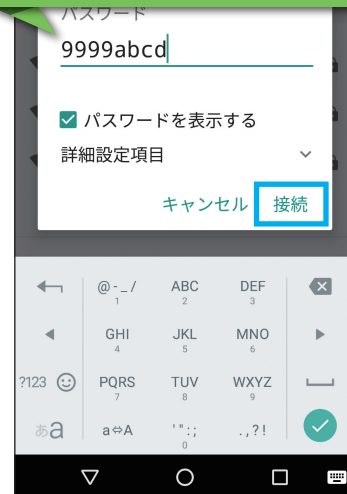 パスワード
9999abcd
パスワードを表示する
詳細設定項目
キャンセル 接続
@-_/ ABC DEF
1 2 3
GHI JKL MNO
4 5 6
?123 PQRS TUV WXYZ
7 8 9
あa a⇔A '":; .,?!
0